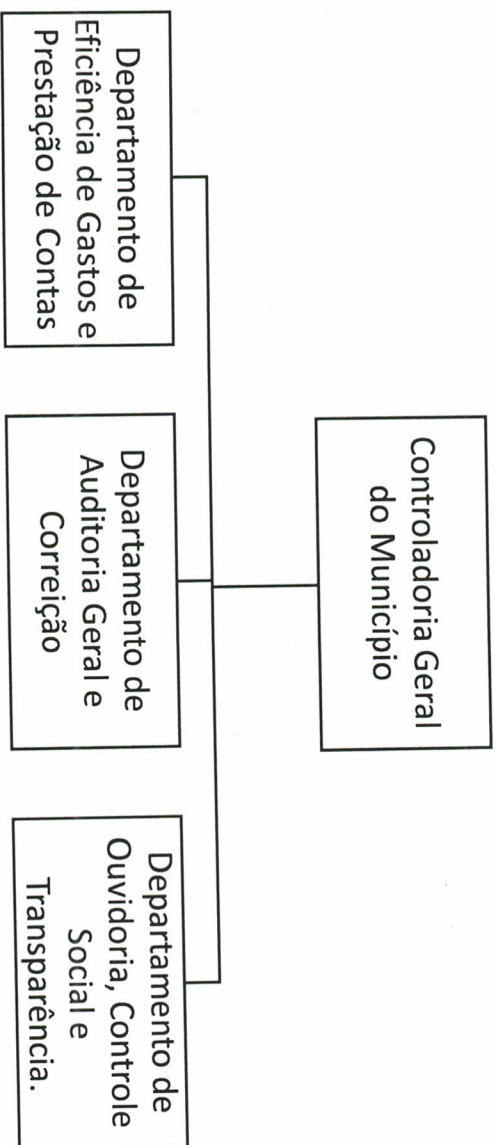 Controladoria Geral
do Município
Departamento de
Eficiência de Gastos e
Prestação de Contas
Departamento de
Auditoria Geral e
Correição
Departamento de
Ouvidoria, Controle
Social e
Transparência.